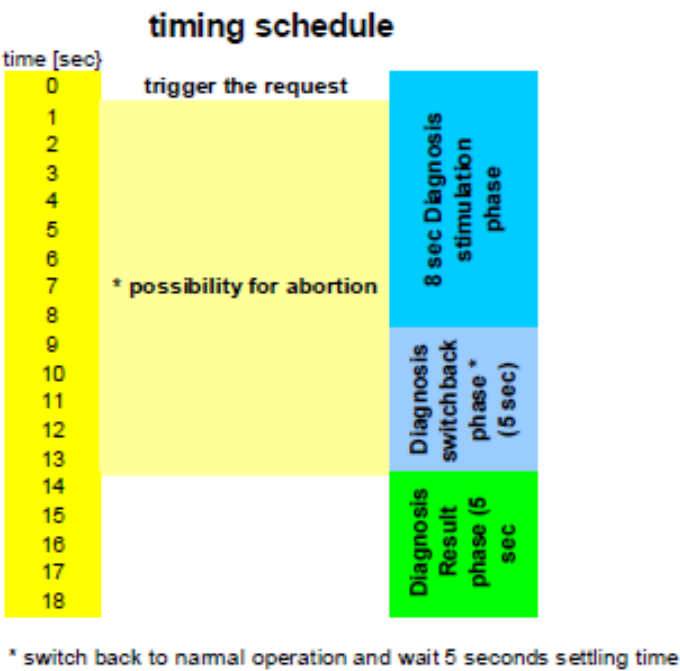 timing schedule
time [sec}
0
trigger the request
1
2
3
4
5
6
7
* possibility for abortion
8
9
10
11
12
13
14
15
16
17
18
8 sec Diagnosis
stimulation
phase
Diagnosis
switchback
phase *
(5 sec)
Diagnosis
Result
phase (5
sec
* switch back to narmal operation and wait 5 seconds settling time